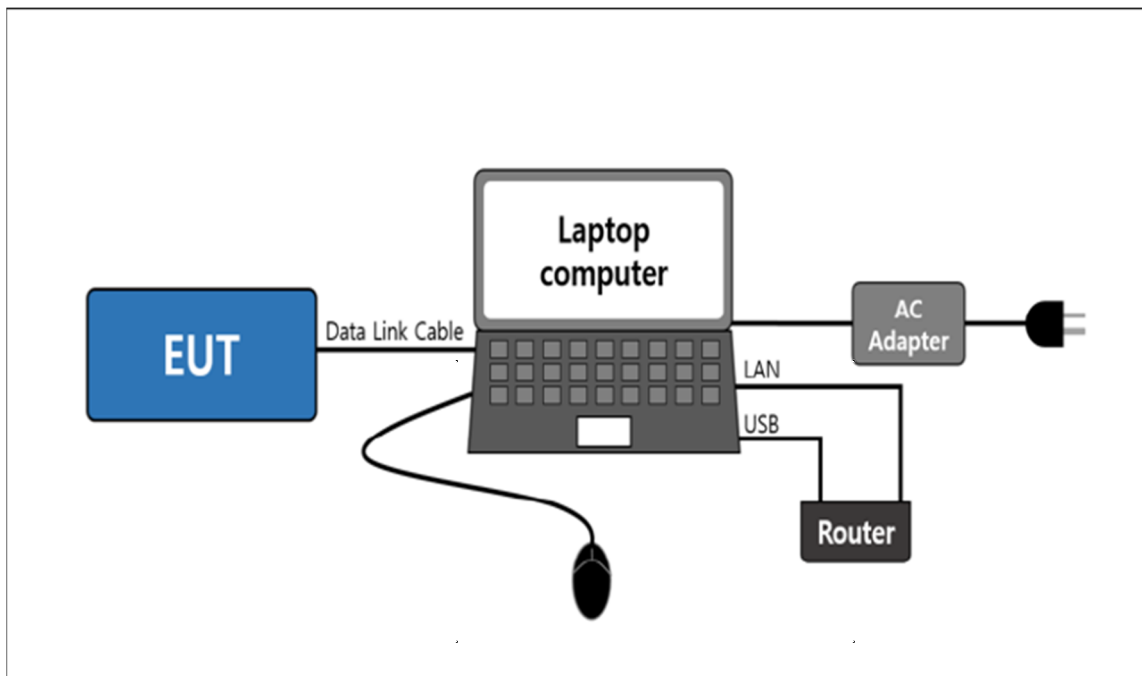 Laptop
computer
EUT
Data Link Cable
AC
Adapter
LAN
USB
Router